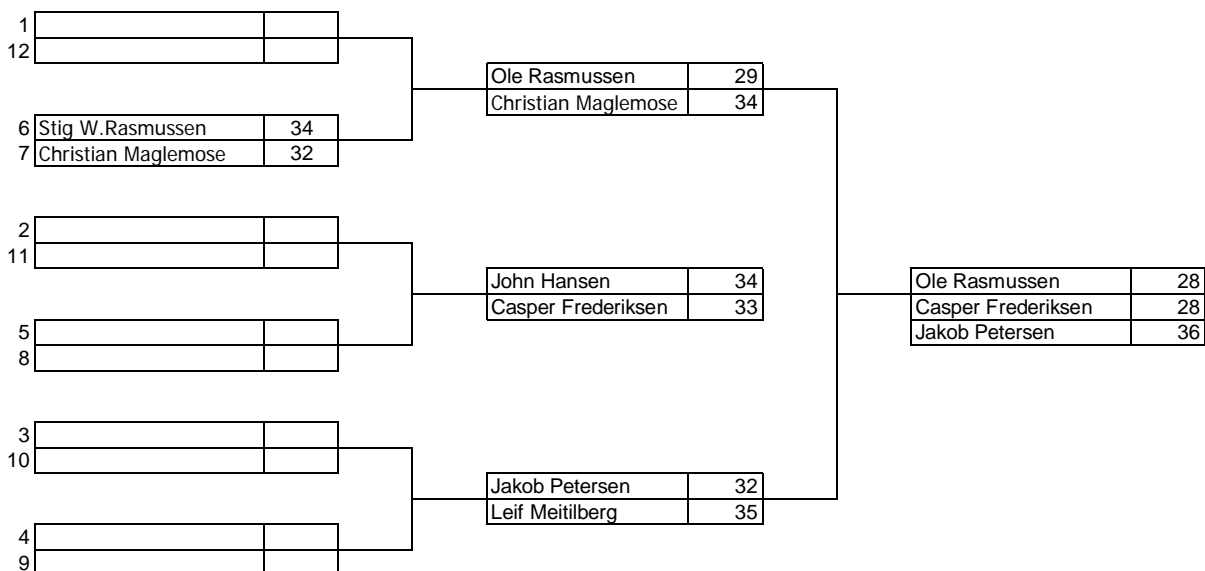 1
12
Ole Rasmussen 29
Christian Maglemose 34
6 Stig W.Rasmussen 34
7 Christian Maglemose 32
2
11
John Hansen 34
Casper Frederiksen 33
Ole Rasmussen 28
Casper Frederiksen 28
Jakob Petersen 36
5
8
3
10
Jakob Petersen 32
Leif Meitilberg 35
4
9